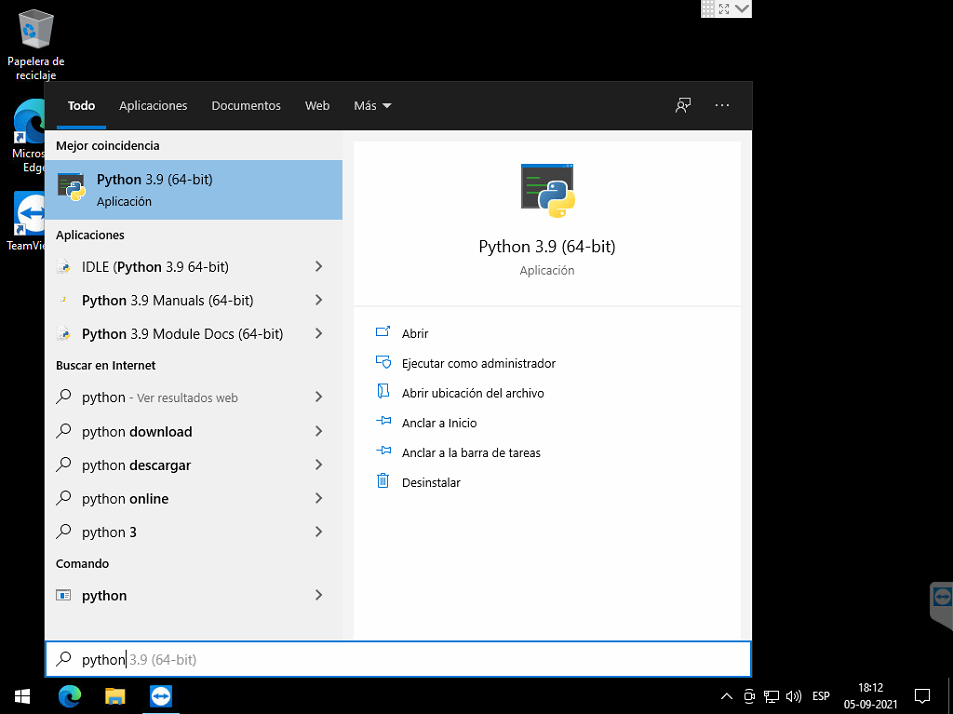 Papelera de
reciclaje
Micros
Edge
TeamVie
Todo
Aplicaciones
Documentos
Web
Más
Mejor coincidencia
Python 3.9 (64-bit)
Aplicación
Aplicaciones
IDLE (Python 3.9 64-bit)
Python 3.9 Manuals (64-bit)
Python 3.9 Module Docs (64-bit)
Buscar en Internet
python - Ver resultados web
python download
python descargar
python online
python 3
Comando
python
Python 3.9 (64-bit)
Aplicación
Abrir
Ejecutar como administrador
Abrir ubicación del archivo
Anclar a Inicio
Anclar a la barra de tareas
Desinstalar
python 3.9 (64-bit)
ESP
18:12
05-09-2021